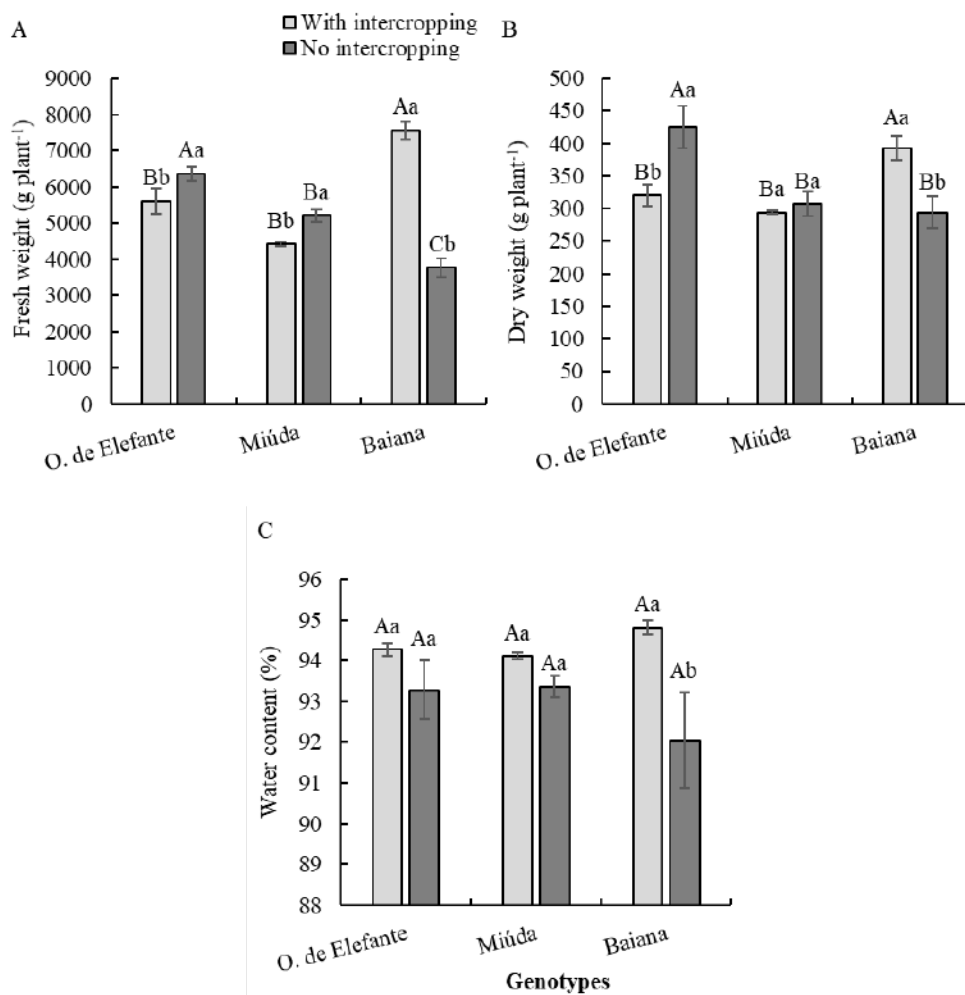 A
With intercropping
No intercropping
Fresh weight (g plant⁻¹)
9000
8000
7000
6000
5000
4000
3000
2000
1000
0
Bb
Aa
Bb
Ba
Aa
Cb
O. de Elefante
Miúda
Baiana
B
Dry weight (g plant⁻¹)
500
450
400
350
300
250
200
150
100
50
0
Bb
Aa
Ba
Ba
Aa
Bb
O. de Elefante
Miúda
Baiana
C
Water content (%)
96
95
94
93
92
91
90
89
88
Aa
Aa
Aa
Aa
Aa
Ab
O. de Elefante
Miúda
Baiana
Genotypes